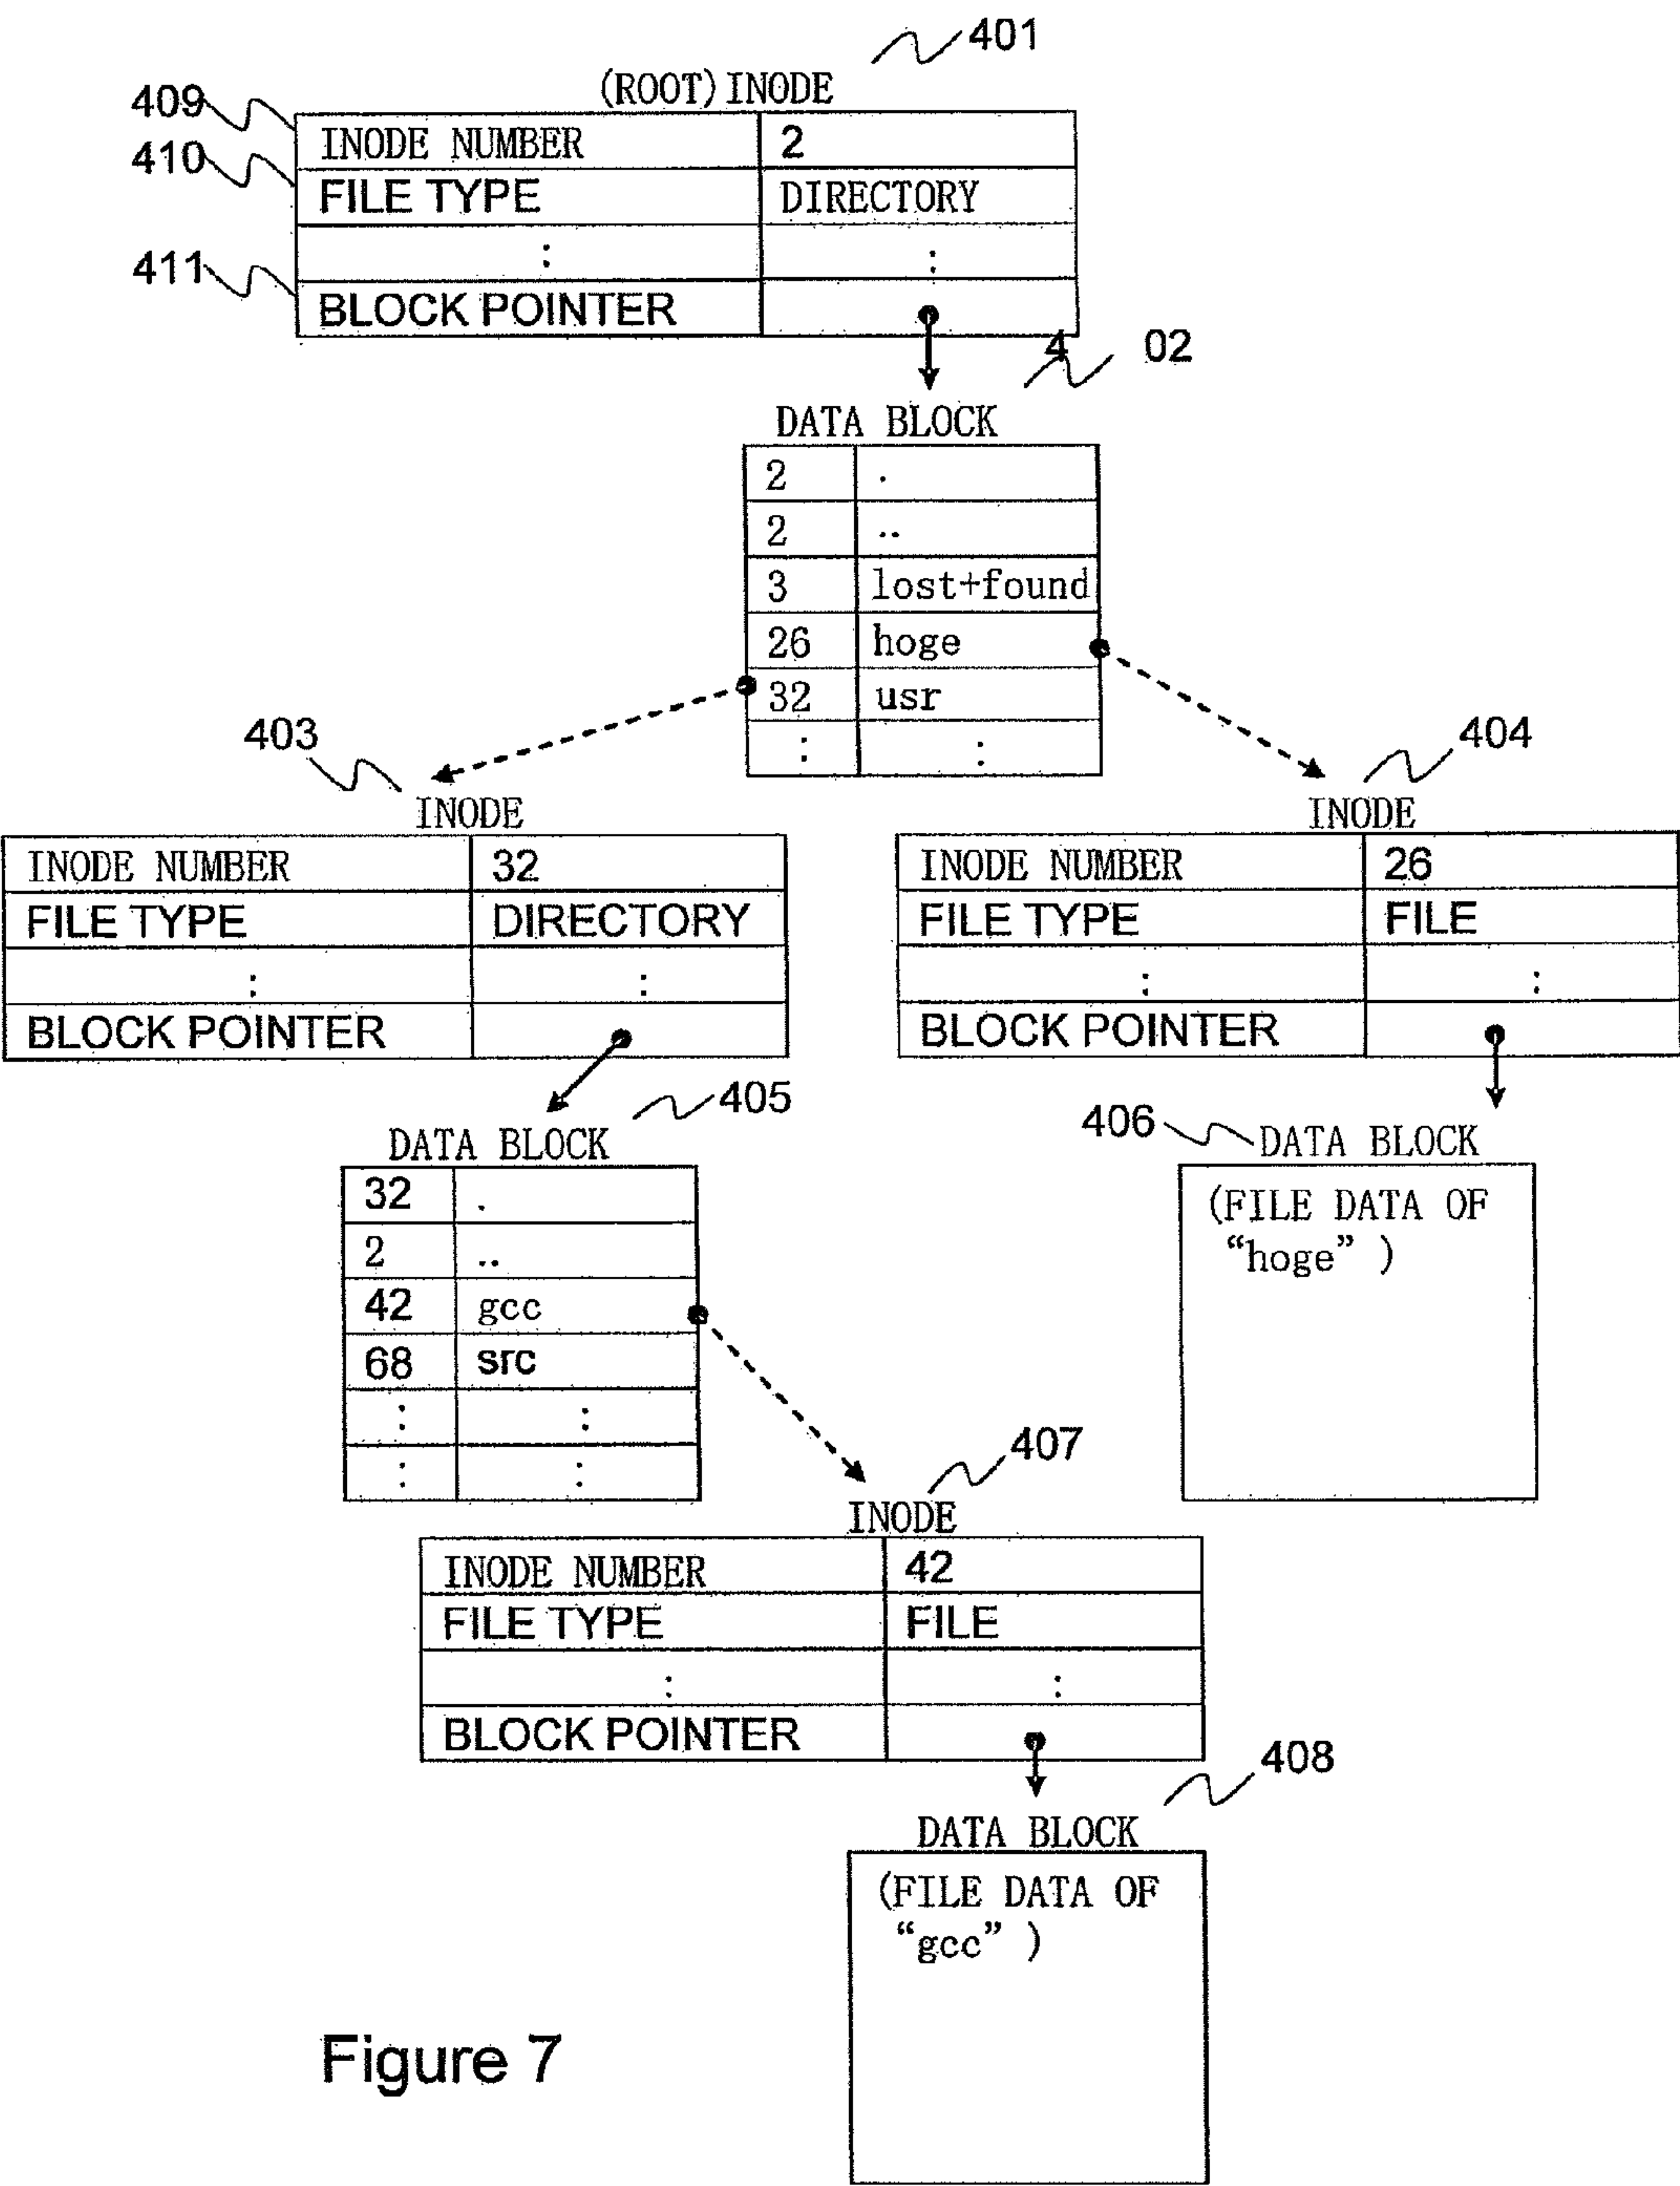 401
(ROOT) INODE
409
INODE NUMBER 2
410
FILE TYPE DIRECTORY
: :
411
BLOCK POINTER
4 02
DATA BLOCK
2 .
2 ..
3 lost+found
26 hoge
32 usr
: :
403
INODE
INODE NUMBER 32
FILE TYPE DIRECTORY
: :
BLOCK POINTER
404
INODE
INODE NUMBER 26
FILE TYPE FILE
: :
BLOCK POINTER
405
DATA BLOCK
32 .
2 ..
42 gcc
68 src
: :
: :
406
DATA BLOCK
(FILE DATA OF
“hoge” )
407
INODE
INODE NUMBER 42
FILE TYPE FILE
: :
BLOCK POINTER
408
DATA BLOCK
(FILE DATA OF
“gcc” )
Figure 7